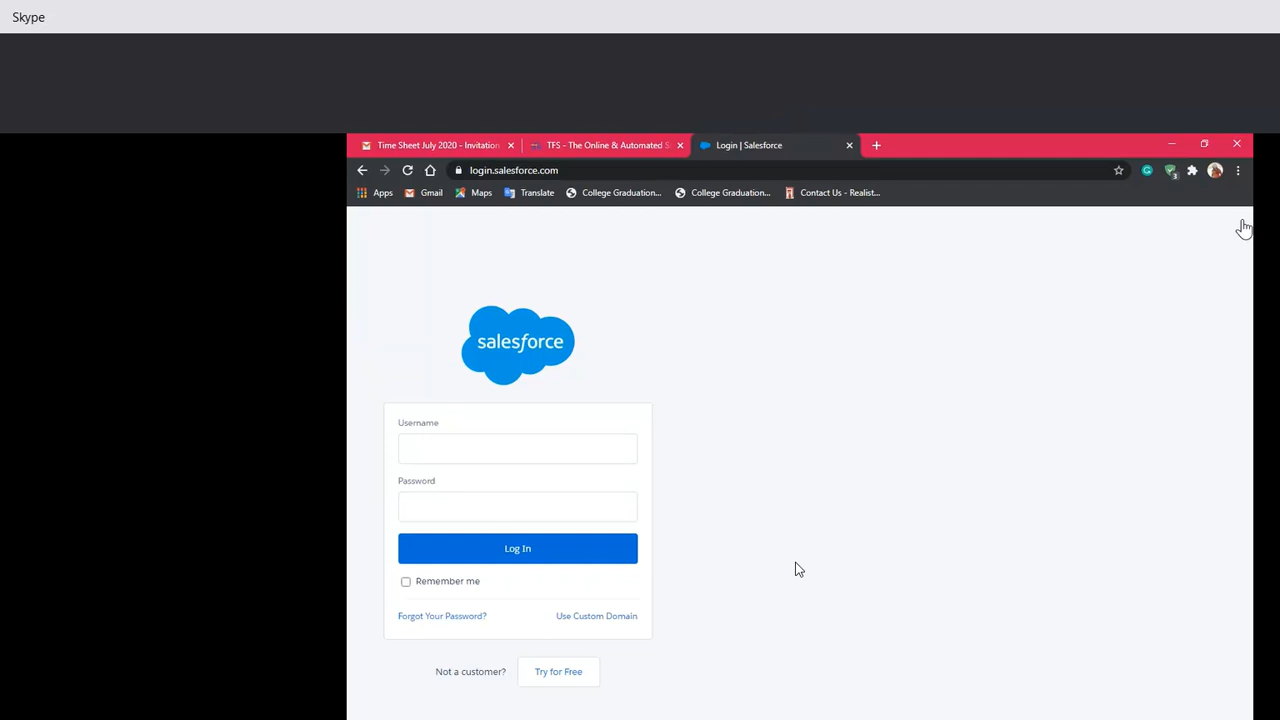 Skype
Time Sheet July 2020 - Invitation
TFS - The Online & Automated S
Login | Salesforce
login.salesforce.com
3
Apps
Gmail
Maps
Translate
College Graduation...
College Graduation...
Contact Us - Realist...
salesforce
Username
Password
Log In
Remember me
Forgot Your Password?
Use Custom Domain
Not a customer?
Try for Free